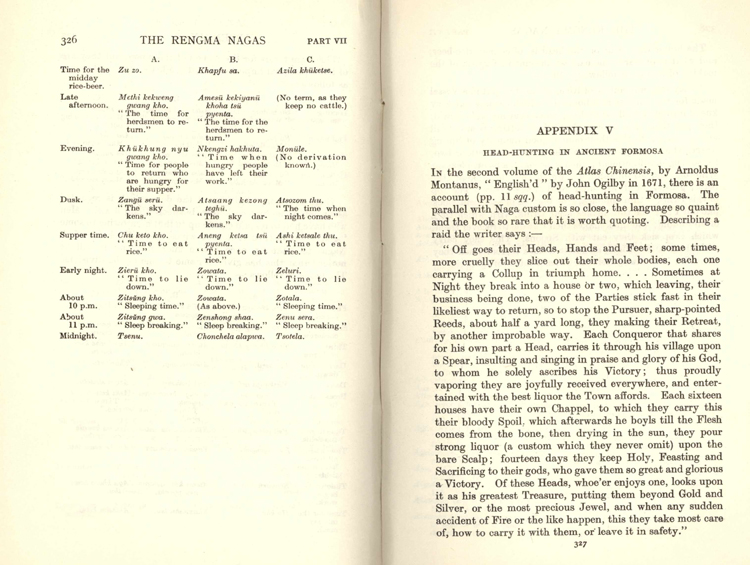 326 THE RENGMA NAGAS PART VII
A. B. C.
Time for the Zu zo. Khapfu sa. Azila khüketse.
midday
rice-beer.
Late Methi kekweng Amesü kekiyanü (No term, as they
afternoon. gwang kho. khoha tsü keep no cattle.)
"The time for pyenta.
herdsmen to re- "The time for the
turn." herdsmen to re-
turn."
Evening. Khükhung nyu Nkengzi hakhuta. Monüle.
gwang kho. "Time when (No derivation
"Time for people hungry people known.)
to return who have left their
are hungry for work."
their supper."
Dusk. Zangü serü. Atsaang kezong Atsozom thu.
"The sky dar- teghü. "The time when
kens." "The sky dar- night comes."
kens."
Supper time. Chu keto kho. Aneng ketsa tsü Ashi ketsale thu.
"Time to eat pyenta. "Time to eat
rice." "Time to eat rice."
rice."
Early night. Zierü kho. Zowata. Zeluri.
"Time to lie "Time to lie "Time to lie
down." down." down."
About Zitsüng kho. Zowata. Zotala.
10 p.m. "Sleeping time." (As above.) "Sleeping time."
About Zitsüng gwa. Zenshong shaa. Zenu sera.
11 p.m. "Sleep breaking." "Sleep breaking." "Sleep breaking."
Midnight. Tsenu. Chonchela alapwa. Tsotela.
APPENDIX V
HEAD-HUNTING IN ANCIENT FORMOSA
IN the second volume of the Atlas Chinensis, by Arnoldus
Montanus, "English'd" by John Ogilby in 1671, there is an
account (pp. 11 sqq.) of head-hunting in Formosa. The
parallel with Naga custom is so close, the language so quaint
and the book so rare that it is worth quoting. Describing a
raid the writer says :—
"Off goes their Heads, Hands and Feet; some times,
more cruelly they slice out their whole bodies, each one
carrying a Collup in triumph home. . . . Sometimes at
Night they break into a house or two, which leaving, their
business being done, two of the Parties stick fast in their
likeliest way to return, so to stop the Pursuer, sharp-pointed
Reeds, about half a yard long, they making their Retreat,
by another improbable way. Each Conqueror that shares
for his own part a Head, carries it through his village upon
a Spear, insulting and singing in praise and glory of his God,
to whom he solely ascribes his Victory; thus proudly
vaporing they are joyfully received everywhere, and enter-
tained with the best liquor the Town affords. Each sixteen
houses have their own Chappel, to which they carry this
their bloody Spoil, which afterwards he boyls till the Flesh
comes from the bone, then drying in the sun, they pour
strong liquor (a custom which they never omit) upon the
bare Scalp; fourteen days they keep Holy, Feasting and
Sacrificing to their gods, who gave them so great and glorious
a Victory. Of these Heads, whoe'er enjoys one, looks upon
it as his greatest Treasure, putting them beyond Gold and
Silver, or the most precious Jewel, and when any sudden
accident of Fire or the like happen, this they take most care
of, how to carry it with them, or leave it in safety."
327